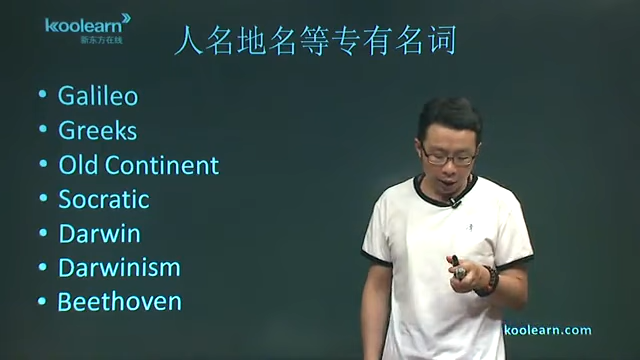 koolearn
新东方在线
人名地名等专有名词
• Galileo
• Greeks
• Old Continent
• Socratic
• Darwin
• Darwinism
• Beethoven
koolearn.com